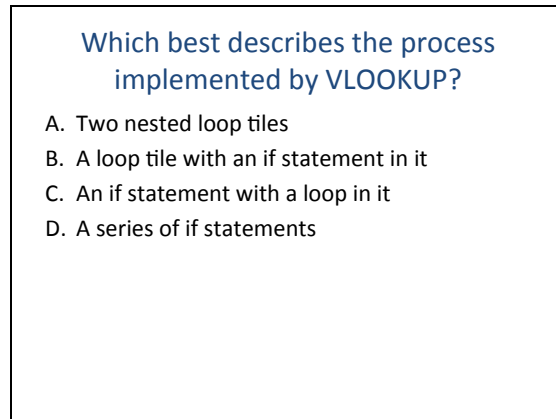 Which best describes the process
implemented by VLOOKUP?
A. Two nested loop tiles
B. A loop tile with an if statement in it
C. An if statement with a loop in it
D. A series of if statements